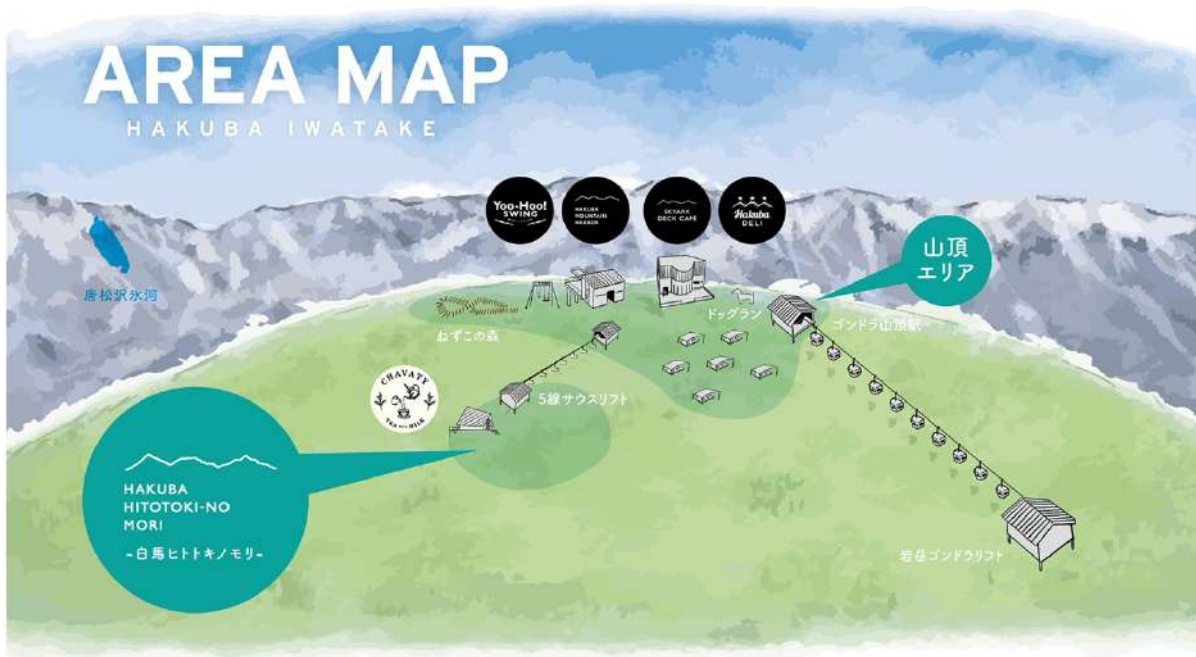 AREA MAP
HAKUBA IWATAKE
Yoo-Hoo!
SWING
HAKUBA
MOUNTAIN
HARBOR
SKYARK
DECK CAFE
Hakuba
DELI
山頂
エリア
唐松沢氷河
ねずこの森
ドッグラン
ゴンドラ山頂駅
CHAVATY
TEA AND MILK
5線サウスリフト
HAKUBA
HITOTOKI-NO
MORI
-白馬ヒトトキノモリ-
岩岳ゴンドラリフト